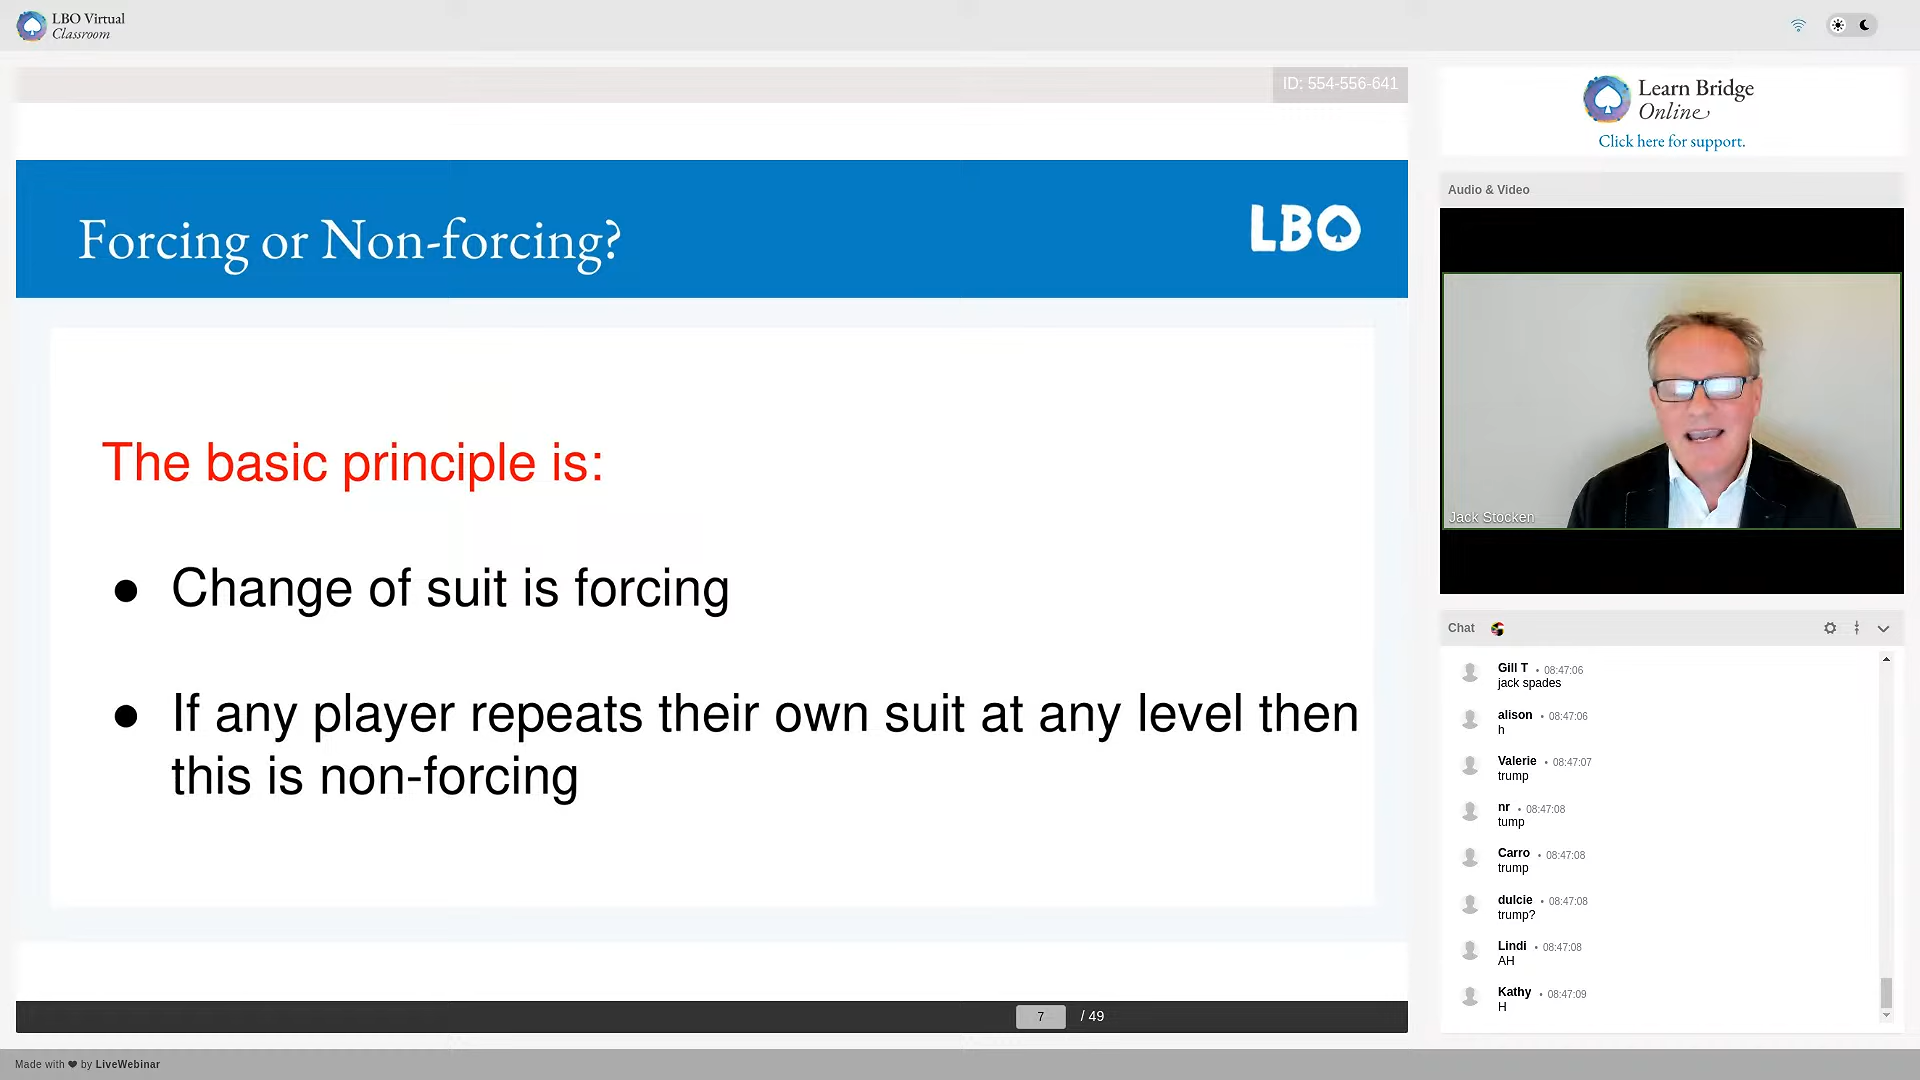 LBO Virtual
Classroom
ID: 554-556-641
Forcing or Non-forcing?
LBO
The basic principle is:
● Change of suit is forcing
● If any player repeats their own suit at any level then
this is non-forcing
7 / 49
Learn Bridge
Online
Click here for support.
Audio & Video
Jack Stocken
Chat
Gill T • 08:47:06
jack spades
alison • 08:47:06
h
Valerie • 08:47:07
trump
nr • 08:47:08
tump
Carro • 08:47:08
trump
dulcie • 08:47:08
trump?
Lindi • 08:47:08
AH
Kathy • 08:47:09
H
Made with ❤ by LiveWebinar